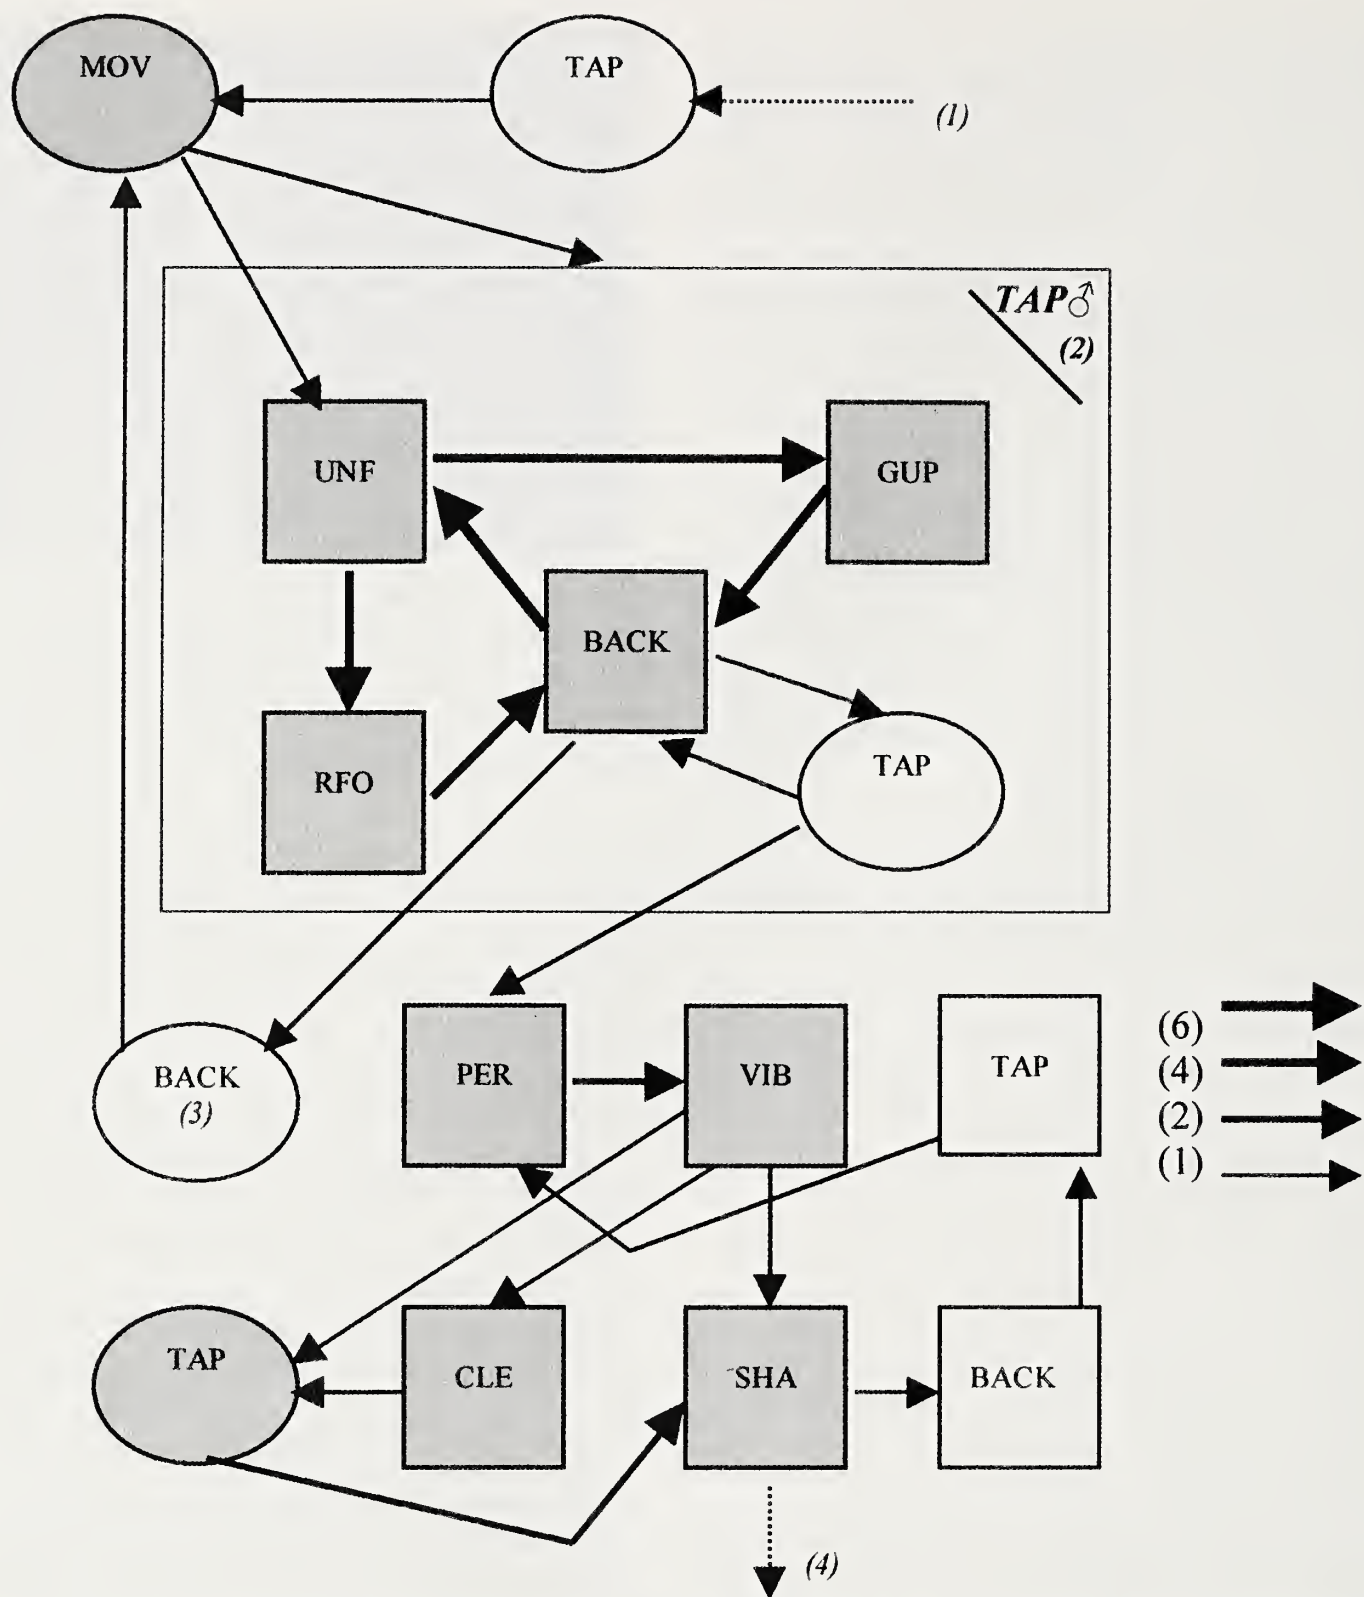 MOV
TAP
(1)
TAP♂
(2)
UNF
GUP
BACK
RFO
TAP
BACK
(3)
PER
VIB
TAP
(6)
(4)
(2)
(1)
TAP
CLE
SHA
BACK
(4)